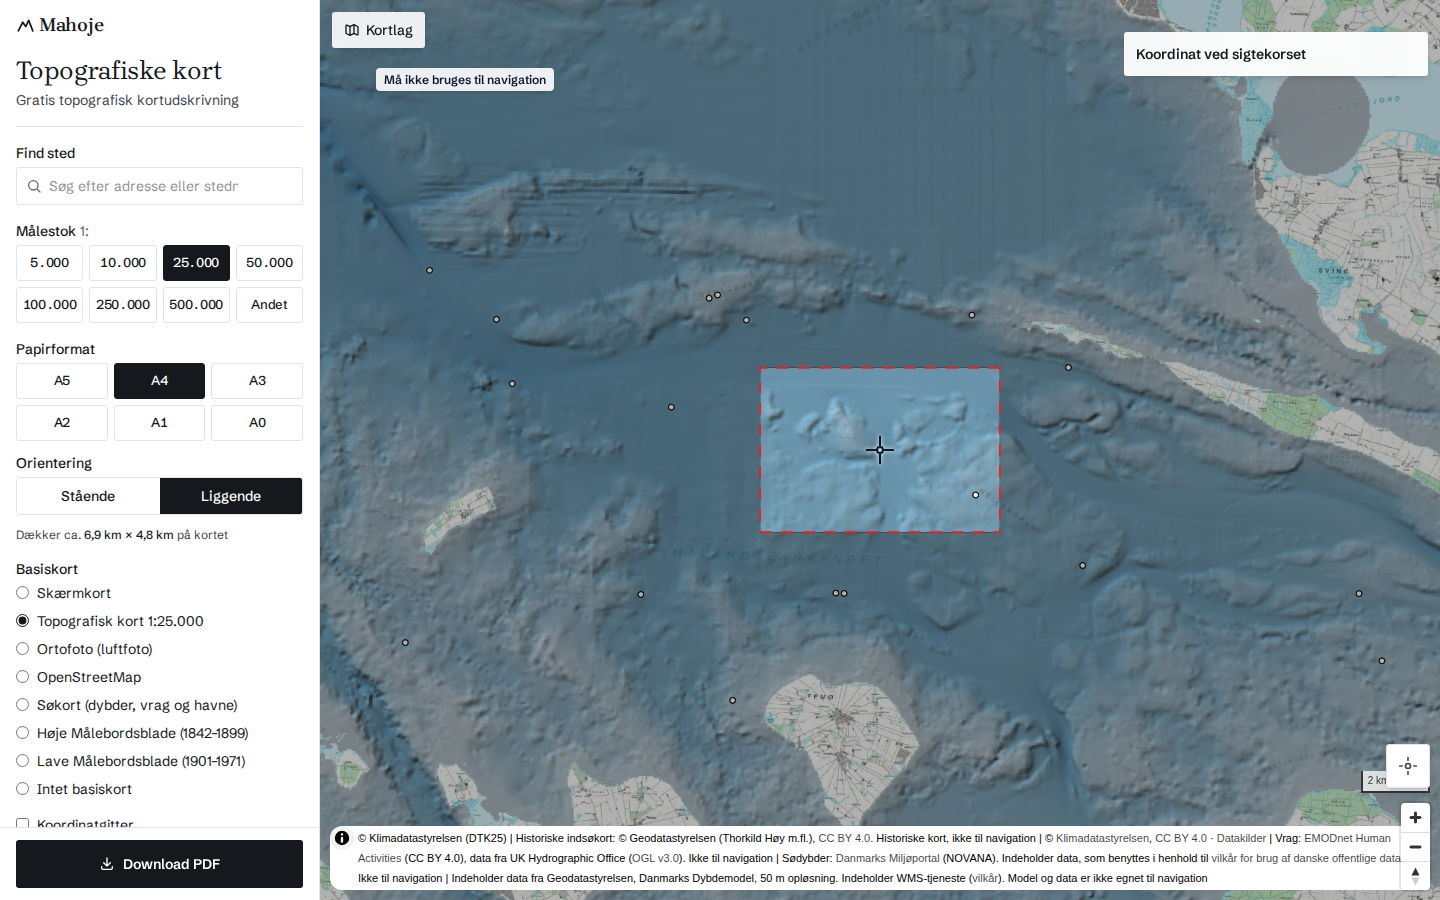 Mahoje
Topografiske kort
Gratis topografisk kortudskrivning
Find sted
Søg efter adresse eller stedr
Målestok 1:
5.000
10.000
25.000
50.000
100.000
250.000
500.000
Andet
Papirformat
A5
A4
A3
A2
A1
A0
Orientering
Stående
Liggende
Dækker ca. 6,9 km × 4,8 km på kortet
Basiskort
Skærmkort
Topografisk kort 1:25.000
Ortofoto (luftfoto)
OpenStreetMap
Søkort (dybder, vrag og havne)
Høje Målebordsblade (1842-1899)
Lave Målebordsblade (1901-1971)
Intet basiskort
Koordinatgitter
Download PDF
Kortlag
Må ikke bruges til navigation
Koordinat ved sigtekorset
SVINØ
SMÅLANDSFARVANDET
FEMØ
2 km
© Klimadatastyrelsen (DTK25) | Historiske indsøkort: © Geodatastyrelsen (Thorkild Høy m.fl.), CC BY 4.0. Historiske kort, ikke til navigation | © Klimadatastyrelsen, CC BY 4.0 · Datakilder | Vrag: EMODnet Human
Activities (CC BY 4.0), data fra UK Hydrographic Office (OGL v3.0). Ikke til navigation | Sødybder: Danmarks Miljøportal (NOVANA). Indeholder data, som benyttes i henhold til vilkår for brug af danske offentlige data
Ikke til navigation | Indeholder data fra Geodatastyrelsen, Danmarks Dybdemodel, 50 m opløsning. Indeholder WMS-tjeneste (vilkår). Model og data er ikke egnet til navigation